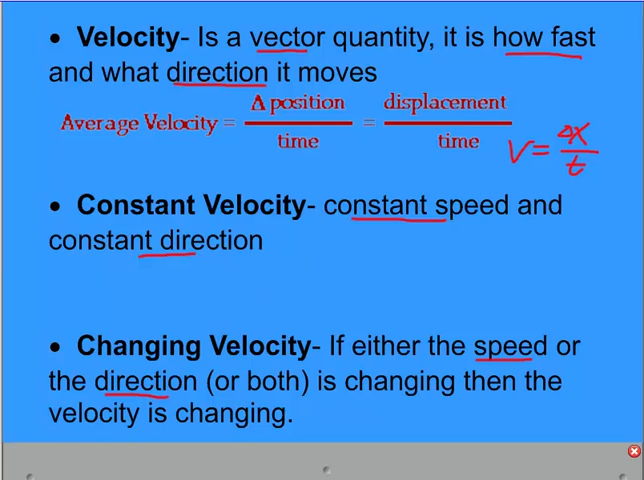 • Velocity- Is a vector quantity, it is how fast
and what direction it moves
Average Velocity = Δ position / time = displacement / time
V = Δx / t
• Constant Velocity- constant speed and
constant direction
• Changing Velocity- If either the speed or
the direction (or both) is changing then the
velocity is changing.